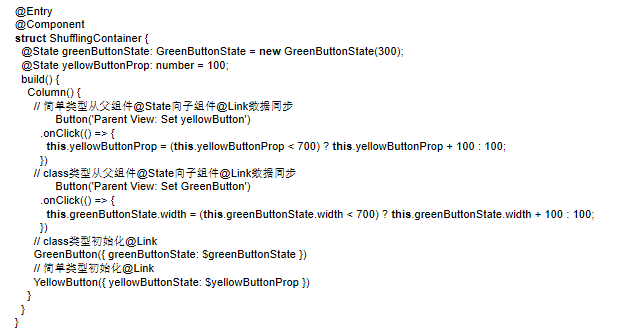 @Entry
@Component
struct ShufflingContainer {
  @State greenButtonState: GreenButtonState = new GreenButtonState(300);
  @State yellowButtonProp: number = 100;
  build() {
    Column() {
      // 简单类型从父组件@State向子组件@Link数据同步
             Button('Parent View: Set yellowButton')
        .onClick(() => {
          this.yellowButtonProp = (this.yellowButtonProp < 700) ? this.yellowButtonProp + 100 : 100;
        })
      // class类型从父组件@State向子组件@Link数据同步
             Button('Parent View: Set GreenButton')
        .onClick(() => {
          this.greenButtonState.width = (this.greenButtonState.width < 700) ? this.greenButtonState.width + 100 : 100;
        })
      // class类型初始化@Link
      GreenButton({ greenButtonState: $greenButtonState })
      // 简单类型初始化@Link
      YellowButton({ yellowButtonState: $yellowButtonProp })
    }
  }
}